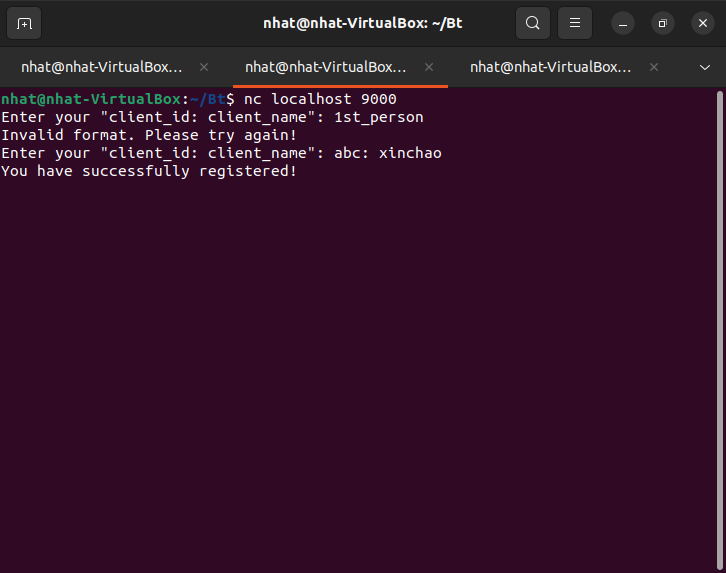 nhat@nhat-VirtualBox: ~/Bt
nhat@nhat-VirtualBox... nhat@nhat-VirtualBox... nhat@nhat-VirtualBox...
nhat@nhat-VirtualBox:~/Bt$ nc localhost 9000
Enter your "client_id: client_name": 1st_person
Invalid format. Please try again!
Enter your "client_id: client_name": abc: xinchao
You have successfully registered!